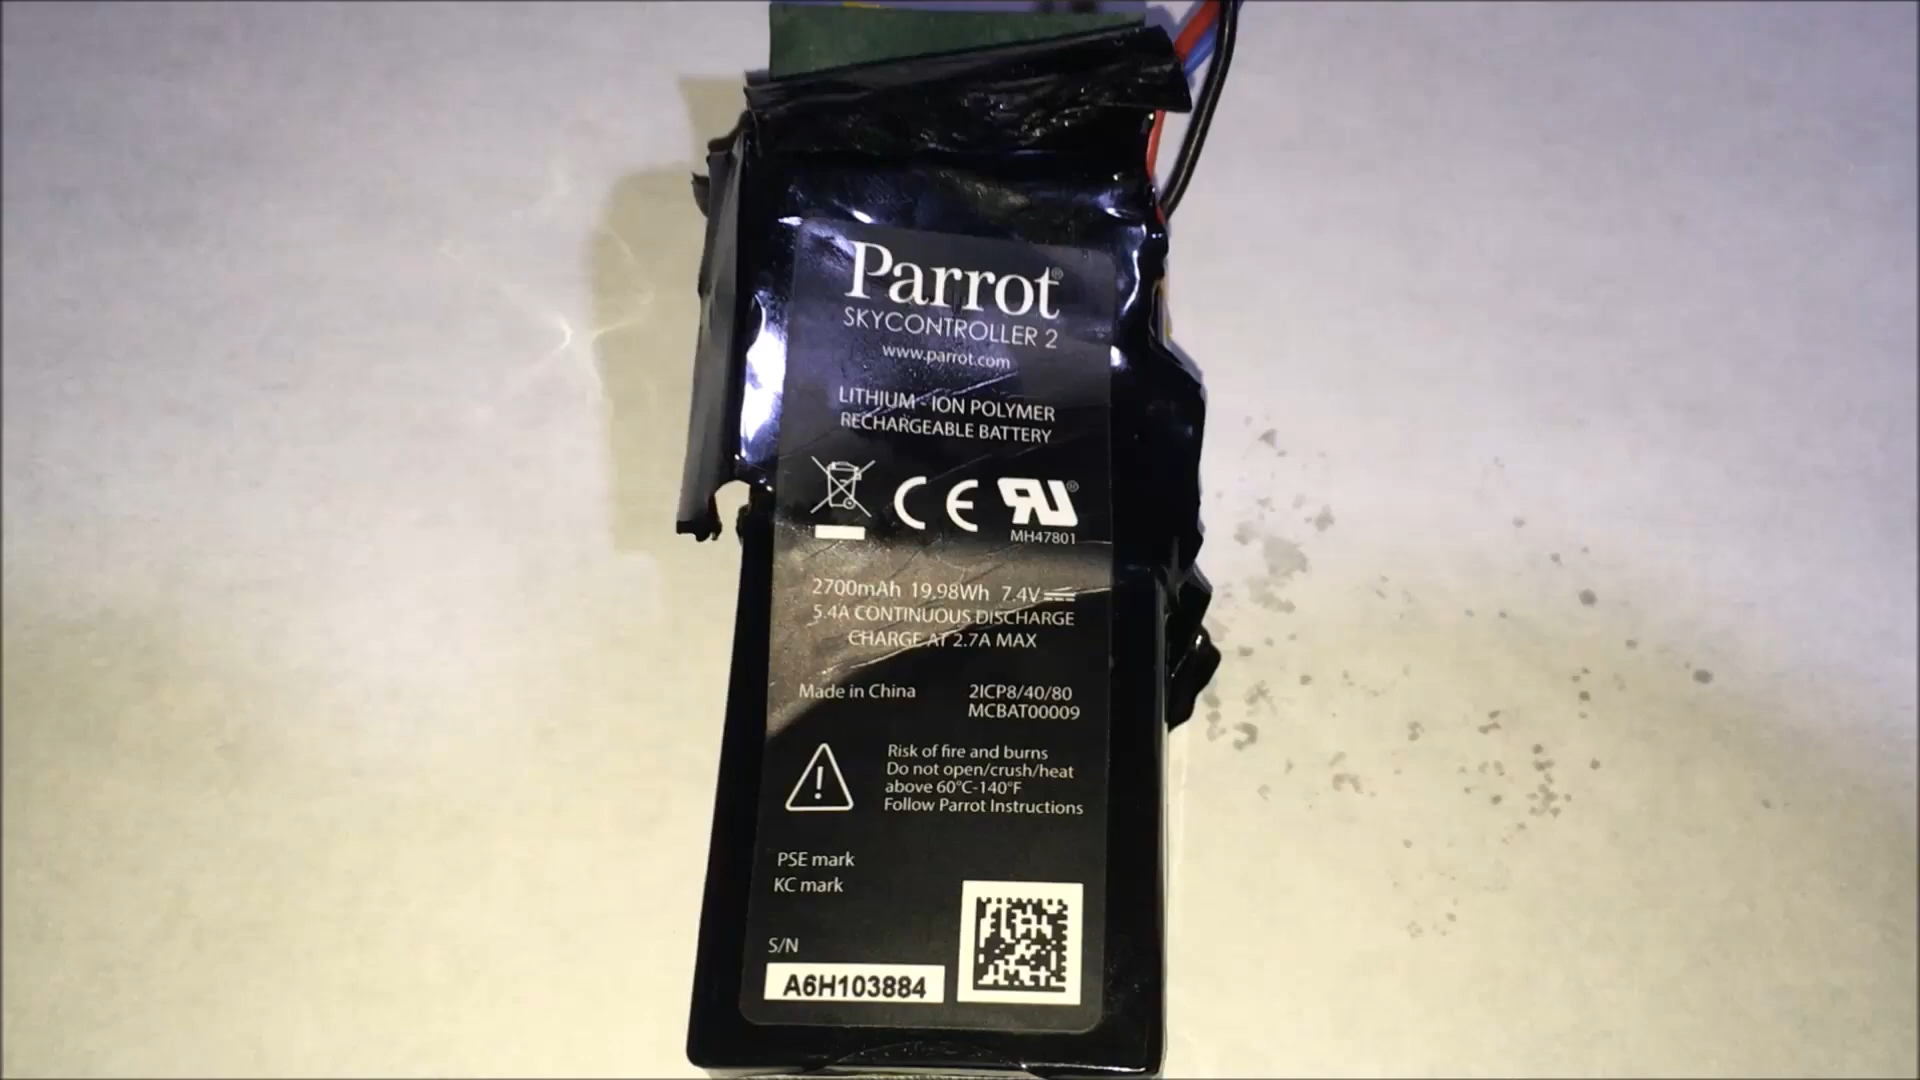 Parrot®
SKYCONTROLLER 2
www.parrot.com
LITHIUM - ION POLYMER
RECHARGEABLE BATTERY
CE RU®
MH47801
2700mAh 19.98Wh 7.4V
5.4A CONTINUOUS DISCHARGE
CHARGE AT 2.7A MAX
Made in China 2ICP8/40/80
MCBAT00009
Risk of fire and burns
Do not open/crush/heat
above 60°C-140°F
Follow Parrot Instructions
PSE mark
KC mark
S/N
A6H103884